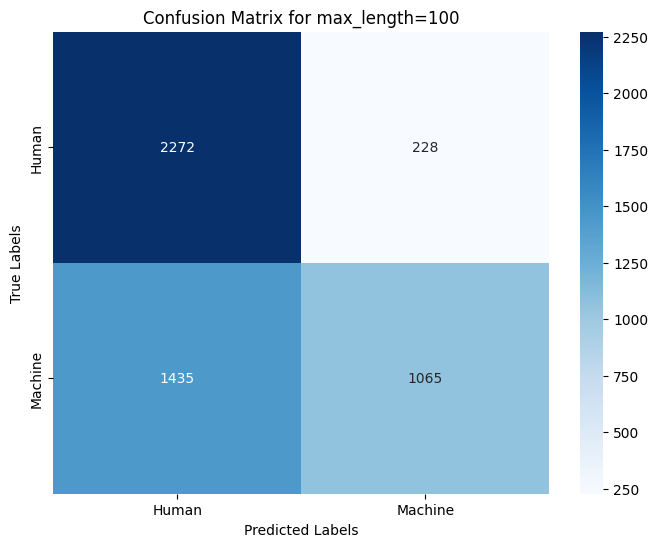 Confusion Matrix for max_length=100
True Labels
Human
Machine
2272
228
1435
1065
Human
Machine
Predicted Labels
2250
2000
1750
1500
1250
1000
750
500
250